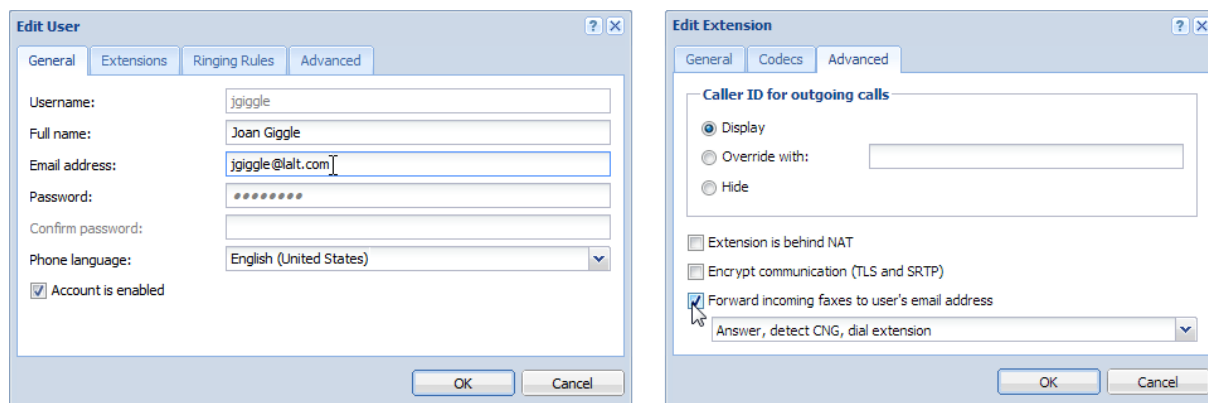 Edit User
General Extensions Ringing Rules Advanced
Username: jgiggle
Full name: Joan Giggle
Email address: jgiggle@lalt.com
Password: ●●●●●●●●
Confirm password:
Phone language: English (United States)
Account is enabled
OK Cancel
Edit Extension
General Codecs Advanced
Caller ID for outgoing calls
Display
Override with:
Hide
Extension is behind NAT
Encrypt communication (TLS and SRTP)
Forward incoming faxes to user's email address
Answer, detect CNG, dial extension
OK Cancel